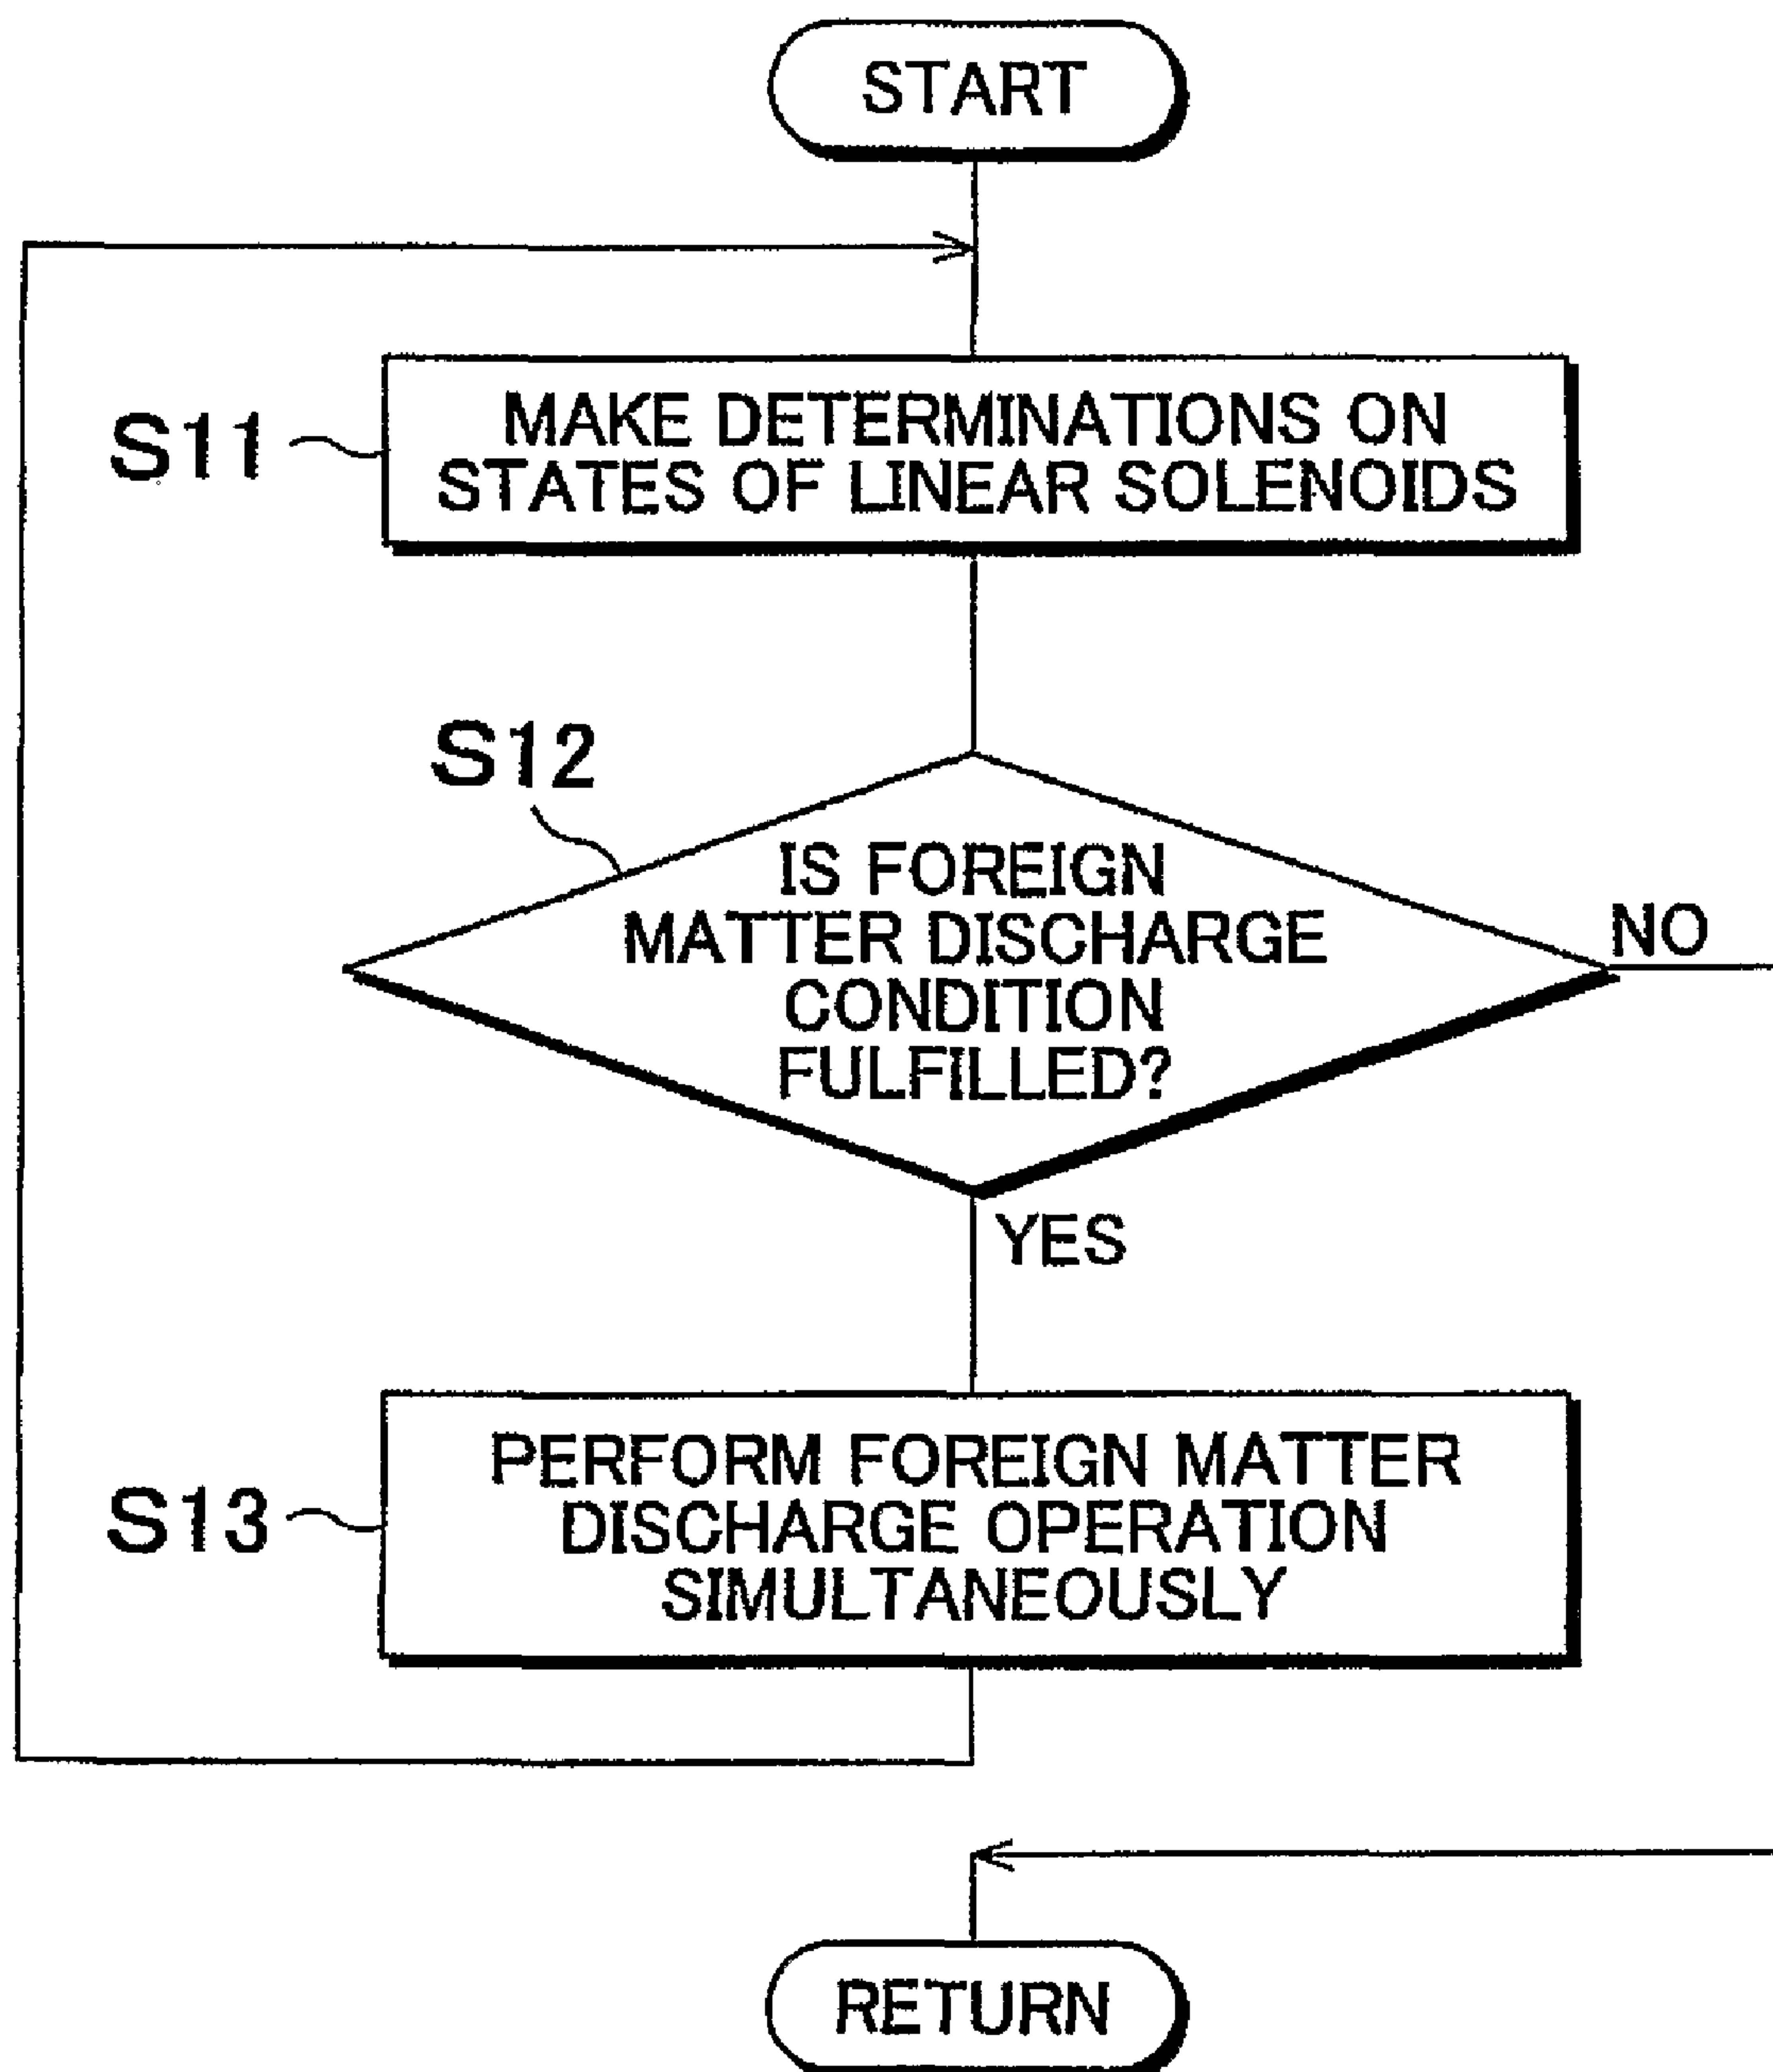 START
S11
MAKE DETERMINATIONS ON
STATES OF LINEAR SOLENOIDS
S12
IS FOREIGN
MATTER DISCHARGE
CONDITION
FULFILLED?
NO
YES
S13
PERFORM FOREIGN MATTER
DISCHARGE OPERATION
SIMULTANEOUSLY
RETURN